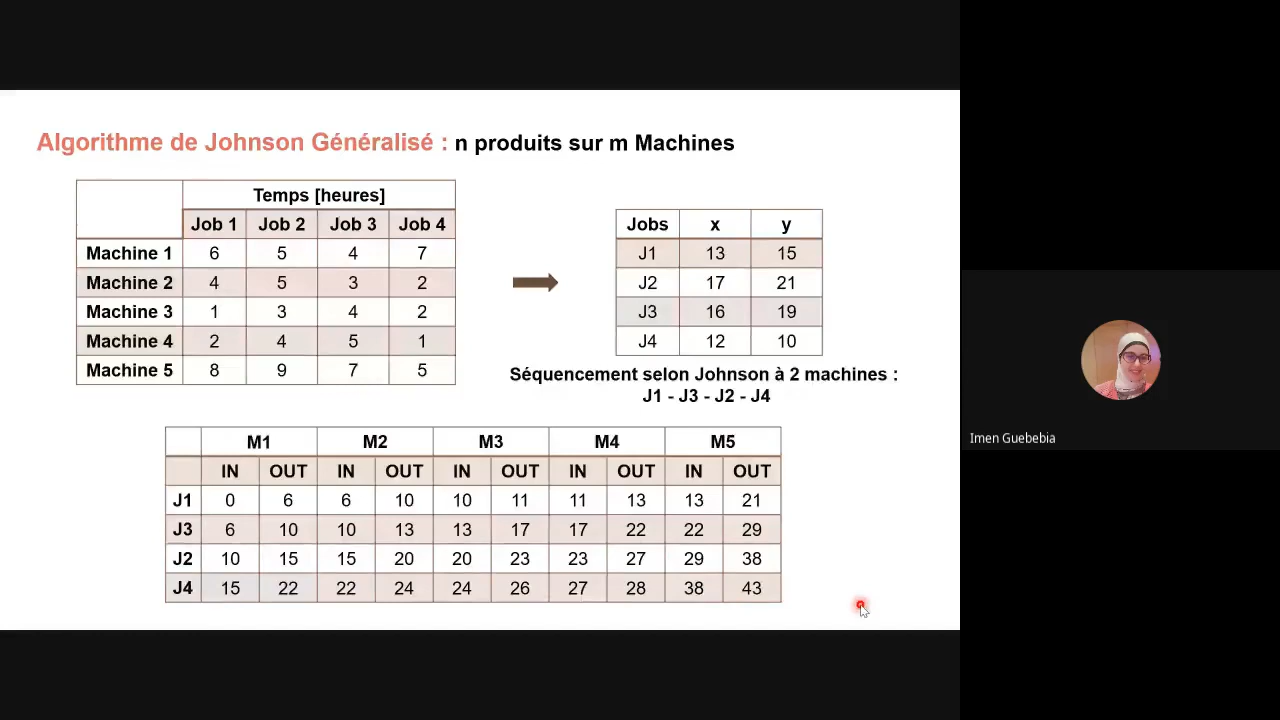 Algorithme de Johnson Généralisé : n produits sur m Machines
Temps [heures]
Job 1 Job 2 Job 3 Job 4
Machine 1 6 5 4 7
Machine 2 4 5 3 2
Machine 3 1 3 4 2
Machine 4 2 4 5 1
Machine 5 8 9 7 5
Jobs x y
J1 13 15
J2 17 21
J3 16 19
J4 12 10
Séquencement selon Johnson à 2 machines :
J1 - J3 - J2 - J4
M1 M2 M3 M4 M5
IN OUT IN OUT IN OUT IN OUT IN OUT
J1 0 6 6 10 10 11 11 13 13 21
J3 6 10 10 13 13 17 17 22 22 29
J2 10 15 15 20 20 23 23 27 29 38
J4 15 22 22 24 24 26 27 28 38 43
Imen Guebebia